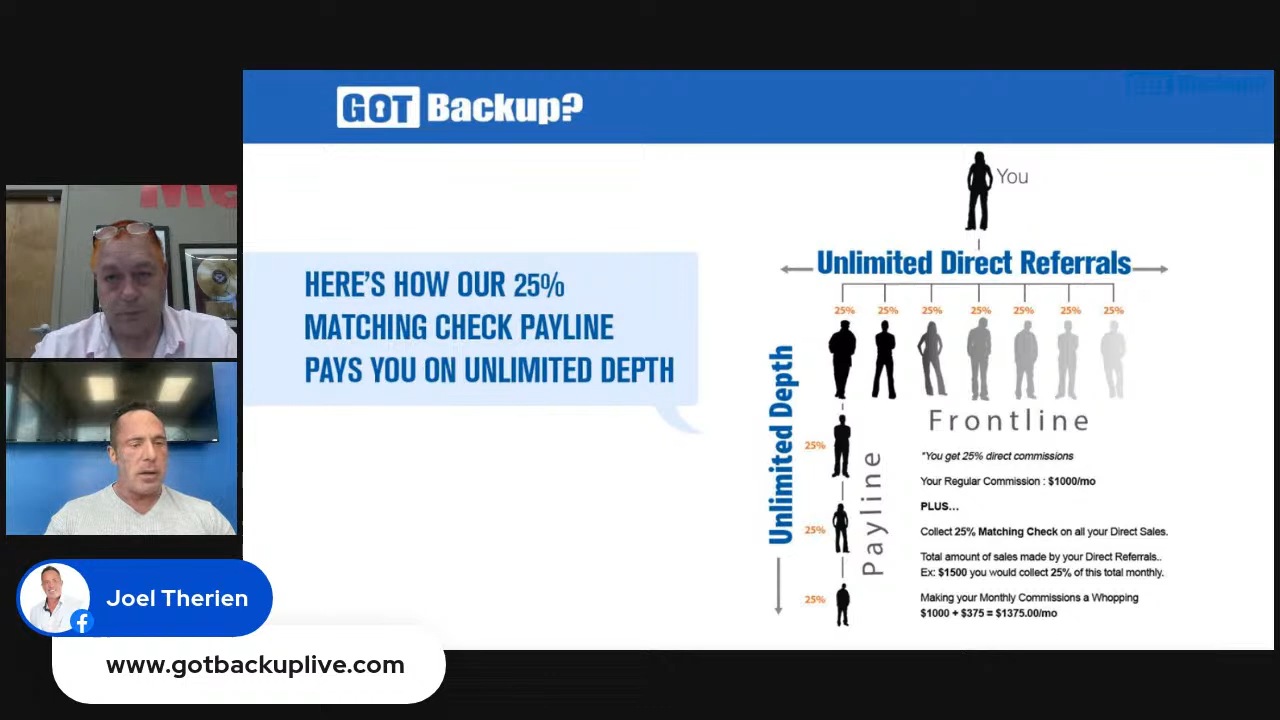 GOT Backup?
GOT Backup?
You
Me
HERE'S HOW OUR 25%
MATCHING CHECK PAYLINE
PAYS YOU ON UNLIMITED DEPTH
Unlimited Direct Referrals
25% 25% 25% 25% 25% 25% 25%
Unlimited Depth
Frontline
25%
25%
25%
Payline
*You get 25% direct commissions
Your Regular Commission : $1000/mo
PLUS...
Collect 25% Matching Check on all your Direct Sales.
Total amount of sales made by your Direct Referrals..
Ex: $1500 you would collect 25% of this total monthly.
Making your Monthly Commissions a Whopping
$1000 + $375 = $1375.00/mo
Joel Therien
www.gotbackuplive.com